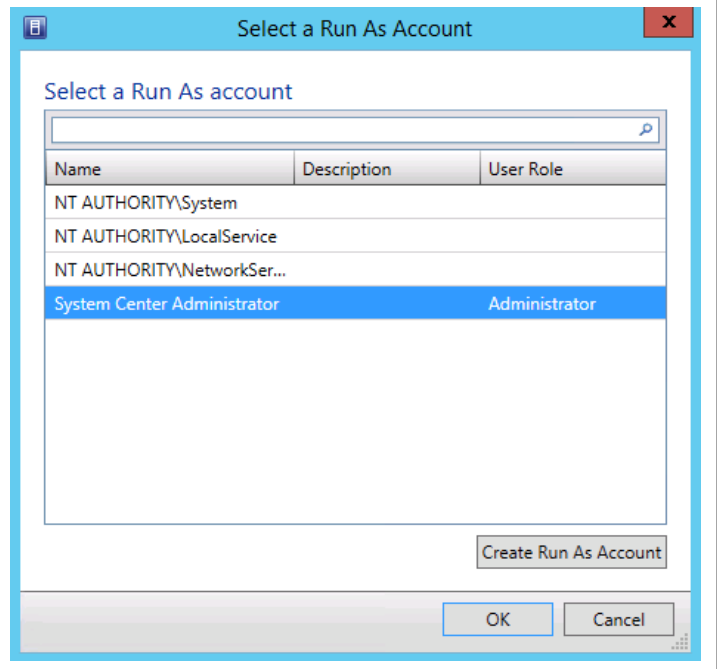 Select a Run As Account
x
Select a Run As account
Name Description User Role
NT AUTHORITY\System
NT AUTHORITY\LocalService
NT AUTHORITY\NetworkSer...
System Center Administrator Administrator
Create Run As Account
OK Cancel